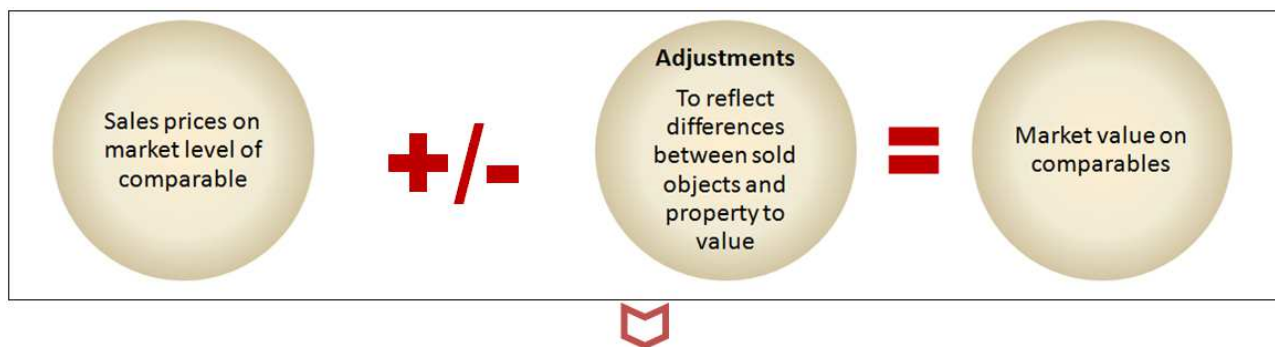 Sales prices on
market level of
comparable
+/-
Adjustments
To reflect
differences
between sold
objects and
property to
value
=
Market value on
comparables